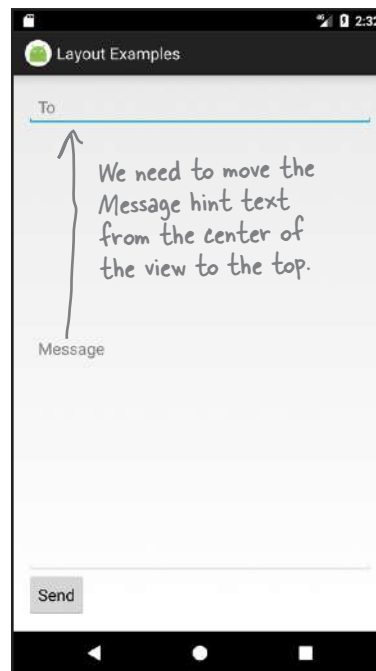 4G 2:32
Layout Examples
To
We need to move the
Message hint text
from the center of
the view to the top.
Message
Send